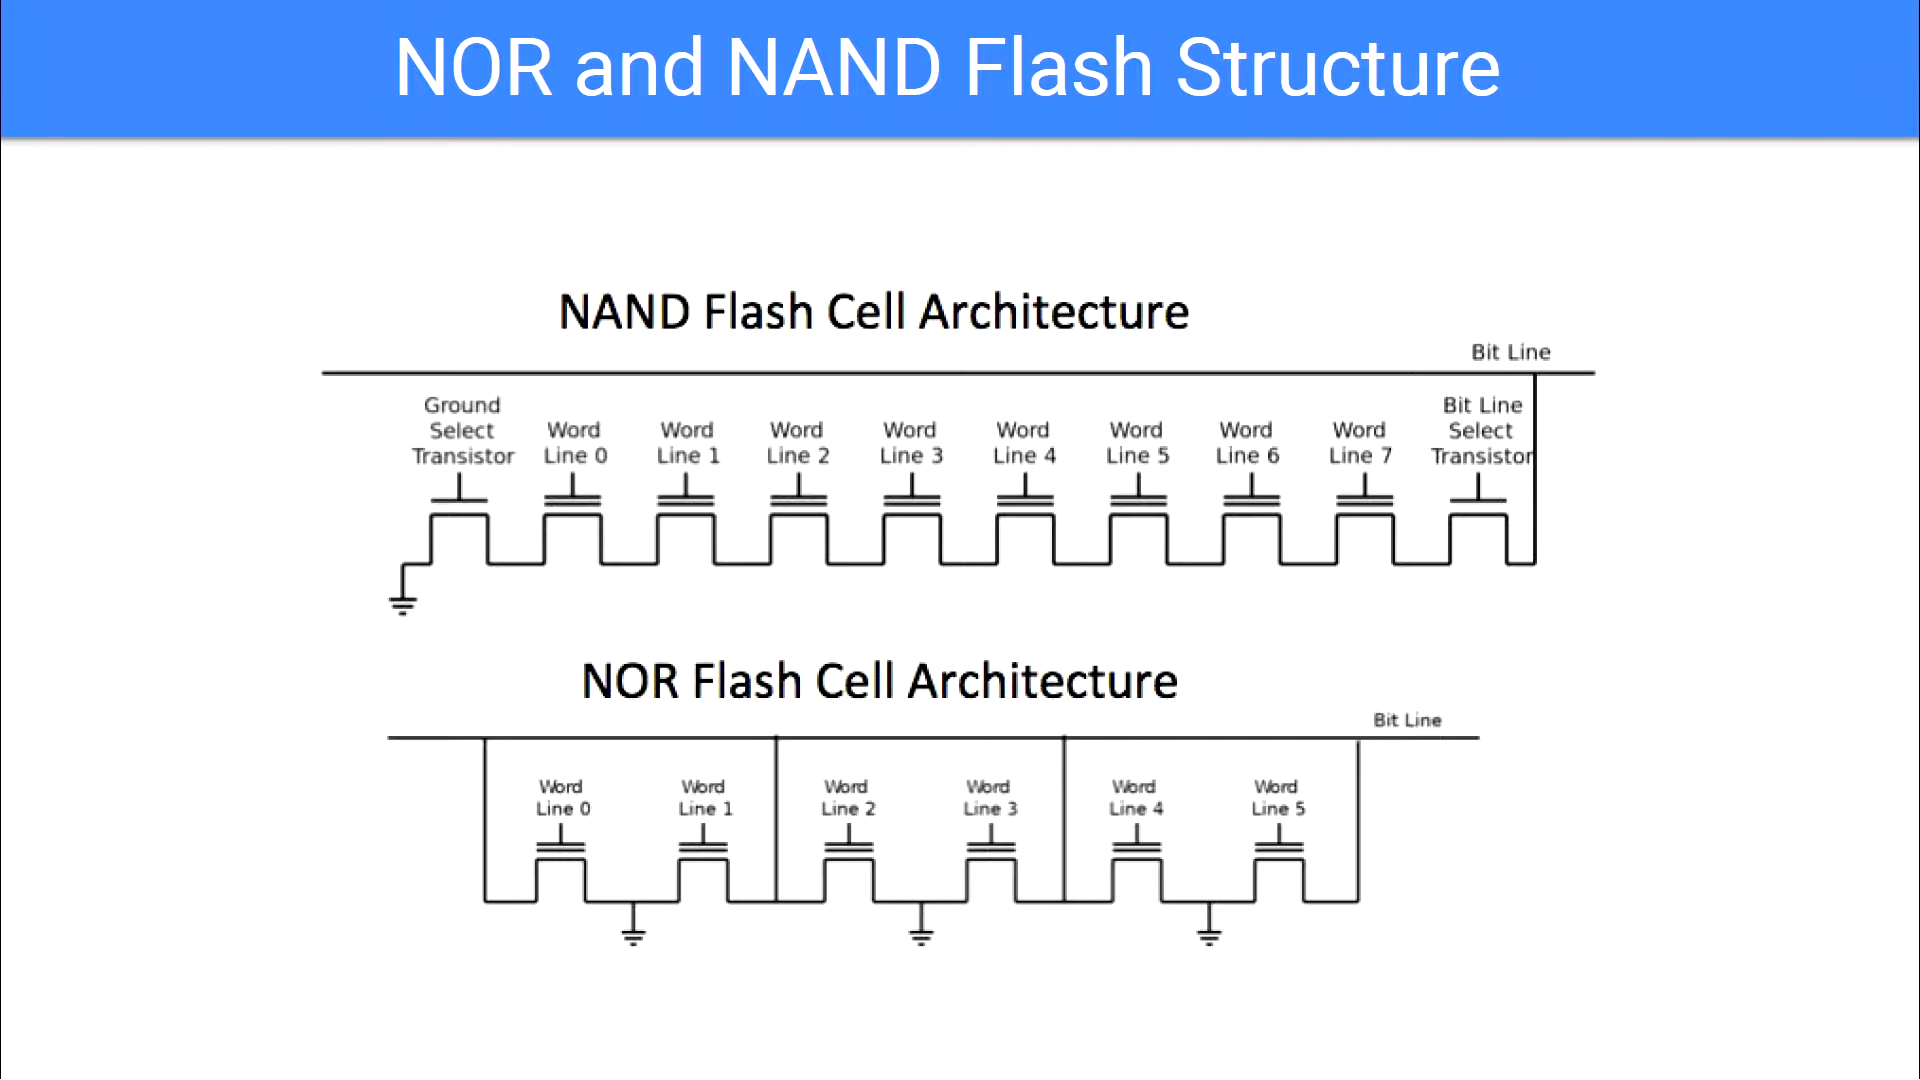 NOR and NAND Flash Structure
NAND Flash Cell Architecture
Bit Line
Ground
Select
Transistor
Word
Line 0
Word
Line 1
Word
Line 2
Word
Line 3
Word
Line 4
Word
Line 5
Word
Line 6
Word
Line 7
Bit Line
Select
Transistor
NOR Flash Cell Architecture
Bit Line
Word
Line 0
Word
Line 1
Word
Line 2
Word
Line 3
Word
Line 4
Word
Line 5